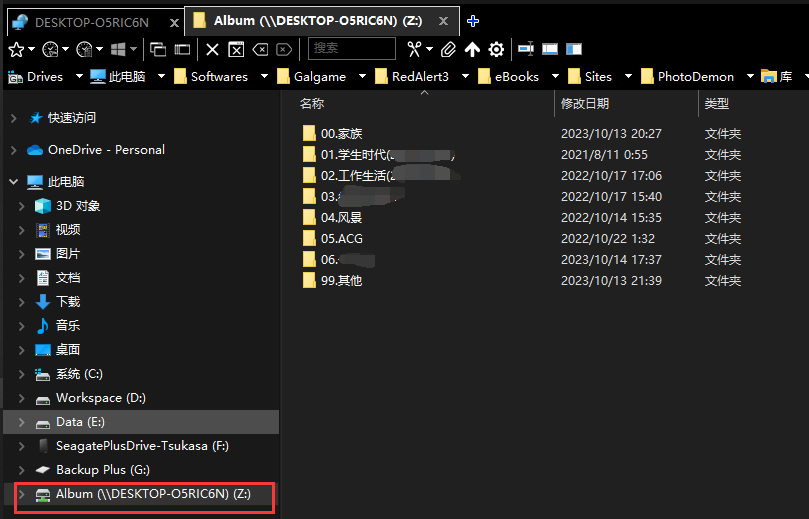 DESKTOP-O5RIC6N
Album (\\DESKTOP-O5RIC6N) (Z:)
搜索
Drives 此电脑 Softwares Galgame RedAlert3 eBooks Sites PhotoDemon 库
快速访问
OneDrive - Personal
此电脑
3D 对象
视频
图片
文档
下载
音乐
桌面
系统 (C:)
Workspace (D:)
Data (E:)
SeagatePlusDrive-Tsukasa (F:)
Backup Plus (G:)
Album (\\DESKTOP-O5RIC6N) (Z:)
名称 修改日期 类型
00.家族 2023/10/13 20:27 文件夹
01.学生时代( 2021/8/11 0:55 文件夹
02.工作生活( 2022/10/17 17:06 文件夹
03. 2022/10/17 15:40 文件夹
04.风景 2022/10/14 15:35 文件夹
05.ACG 2022/10/22 1:32 文件夹
06. 2023/10/14 17:37 文件夹
99.其他 2023/10/13 21:39 文件夹